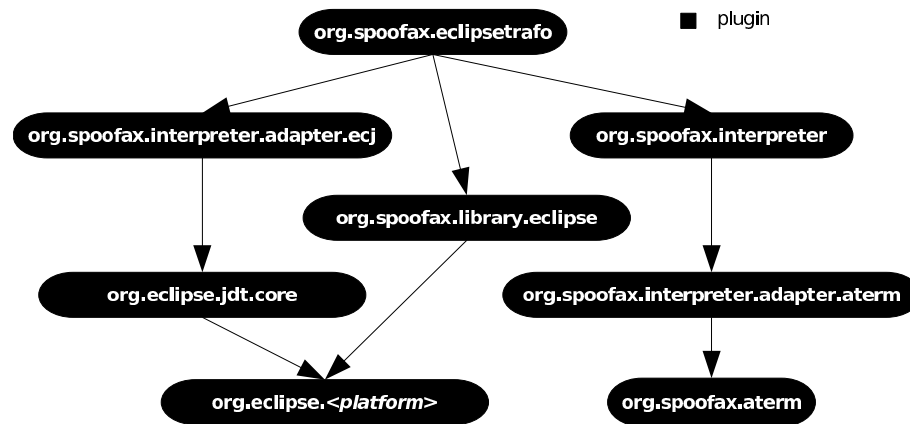 org.spoofax.eclipsetrafo
plugin
org.spoofax.interpreter.adapter.ecj
org.spoofax.interpreter
org.spoofax.library.eclipse
org.eclipse.jdt.core
org.spoofax.interpreter.adapter.aterm
org.eclipse.<platform>
org.spoofax.aterm